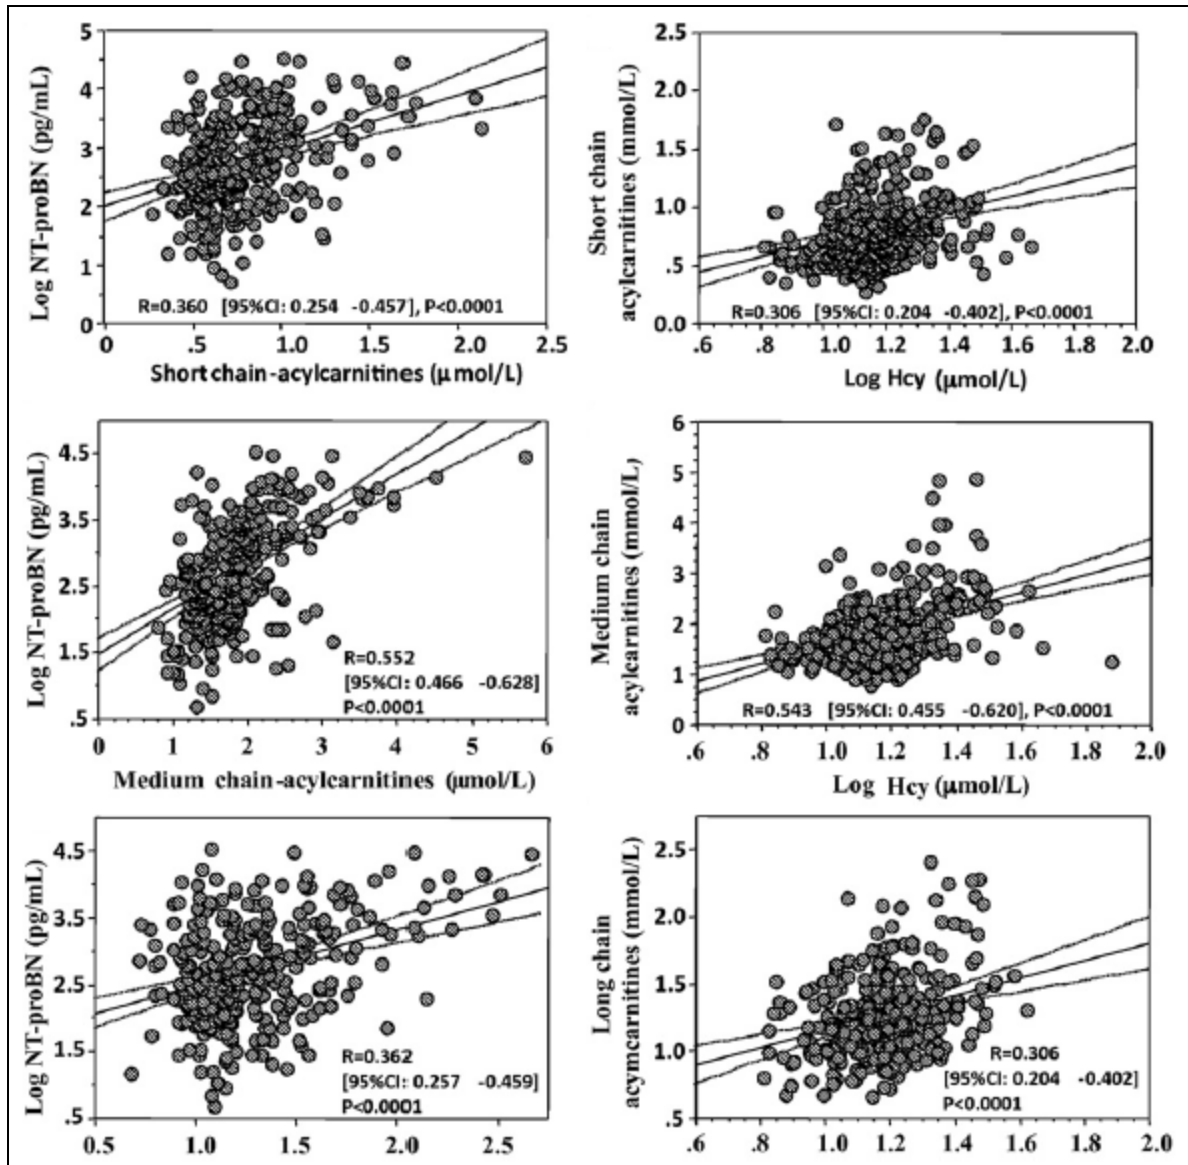 Log NT-proBN (pg/mL)
5
4
3
2
1
0
R=0.360 [95%CI: 0.254 -0.457], P<0.0001
0 .5 1.0 1.5 2.0 2.5
Short chain-acylcarnitines (μmol/L)
Short chain
acylcarnitines (mmol/L)
2.5
2.0
1.5
1.0
.5
0.0
R=0.306 [95%CI: 0.204 -0.402], P<0.0001
.6 .8 1.0 1.2 1.4 1.6 1.8 2.0
Log Hcy (μmol/L)
Log NT-proBN (pg/mL)
4.5
3.5
2.5
1.5
.5
R=0.552
[95%CI: 0.466 -0.628]
P<0.0001
0 1 2 3 4 5 6
Medium chain-acylcarnitines (μmol/L)
Medium chain
acylcarnitines (mmol/L)
6
5
4
3
2
1
0
R=0.543 [95%CI: 0.455 -0.620], P<0.0001
.6 .8 1.0 1.2 1.4 1.6 1.8 2.0
Log Hcy (μmol/L)
Log NT-proBN (pg/mL)
4.5
3.5
2.5
1.5
.5
R=0.362
[95%CI: 0.257 -0.459]
P<0.0001
0.5 1.0 1.5 2.0 2.5
Long chain
acymcarnitines (mmol/L)
2.5
2.0
1.5
1.0
.5
R=0.306
[95%CI: 0.204 -0.402]
P<0.0001
.6 .8 1.0 1.2 1.4 1.6 1.8 2.0